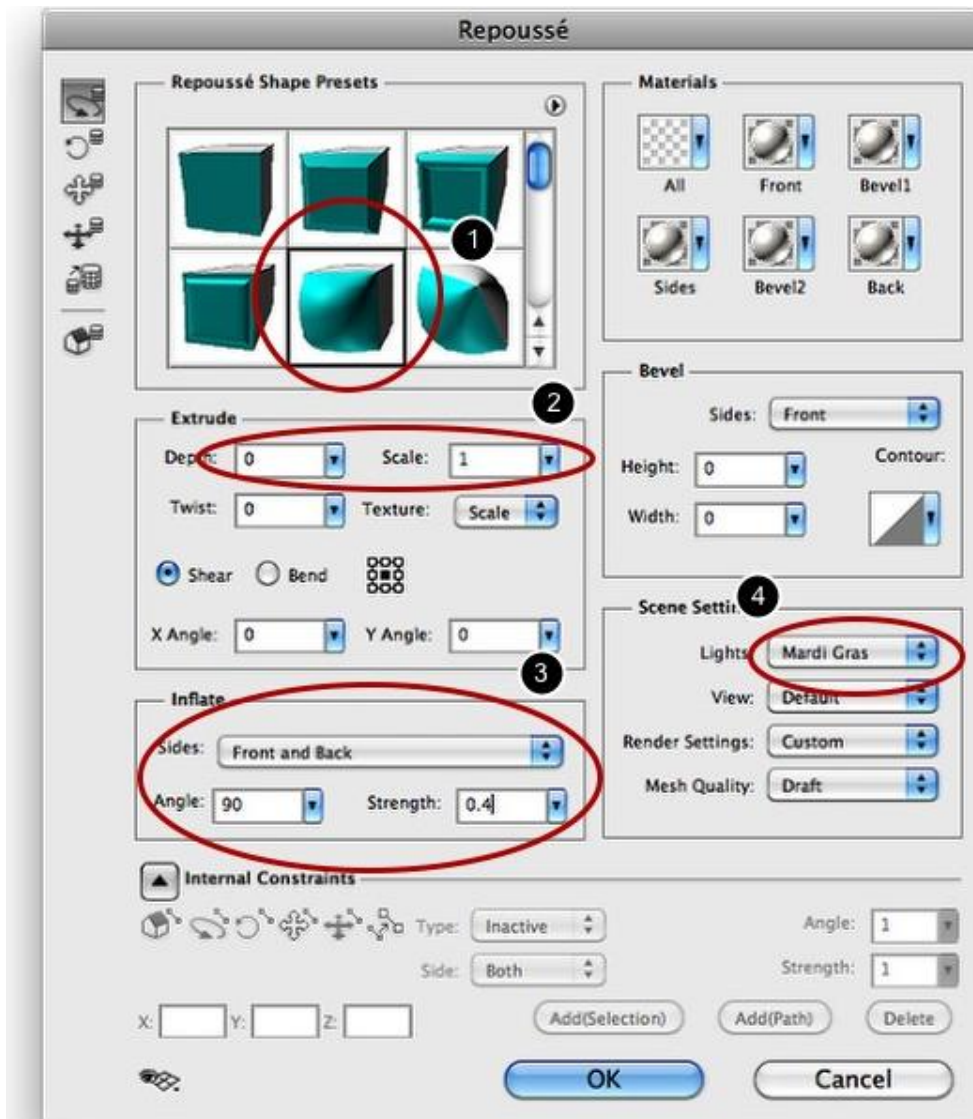 Repoussé
Repoussé Shape Presets
1
2
Extrude
Depth: 0 Scale: 1
Twist: 0 Texture: Scale
Shear Bend
X Angle: 0 Y Angle: 0
3
Inflate
Sides: Front and Back
Angle: 90 Strength: 0.4
Materials
All Front Bevel1
Sides Bevel2 Back
Bevel
Sides: Front
Height: 0 Contour:
Width: 0
4
Scene Setti
Lights Mardi Gras
View: Default
Render Settings: Custom
Mesh Quality: Draft
Internal Constraints
Type: Inactive Angle: 1
Side: Both Strength: 1
X: Y: Z: Add(Selection) Add(Path) Delete
OK Cancel